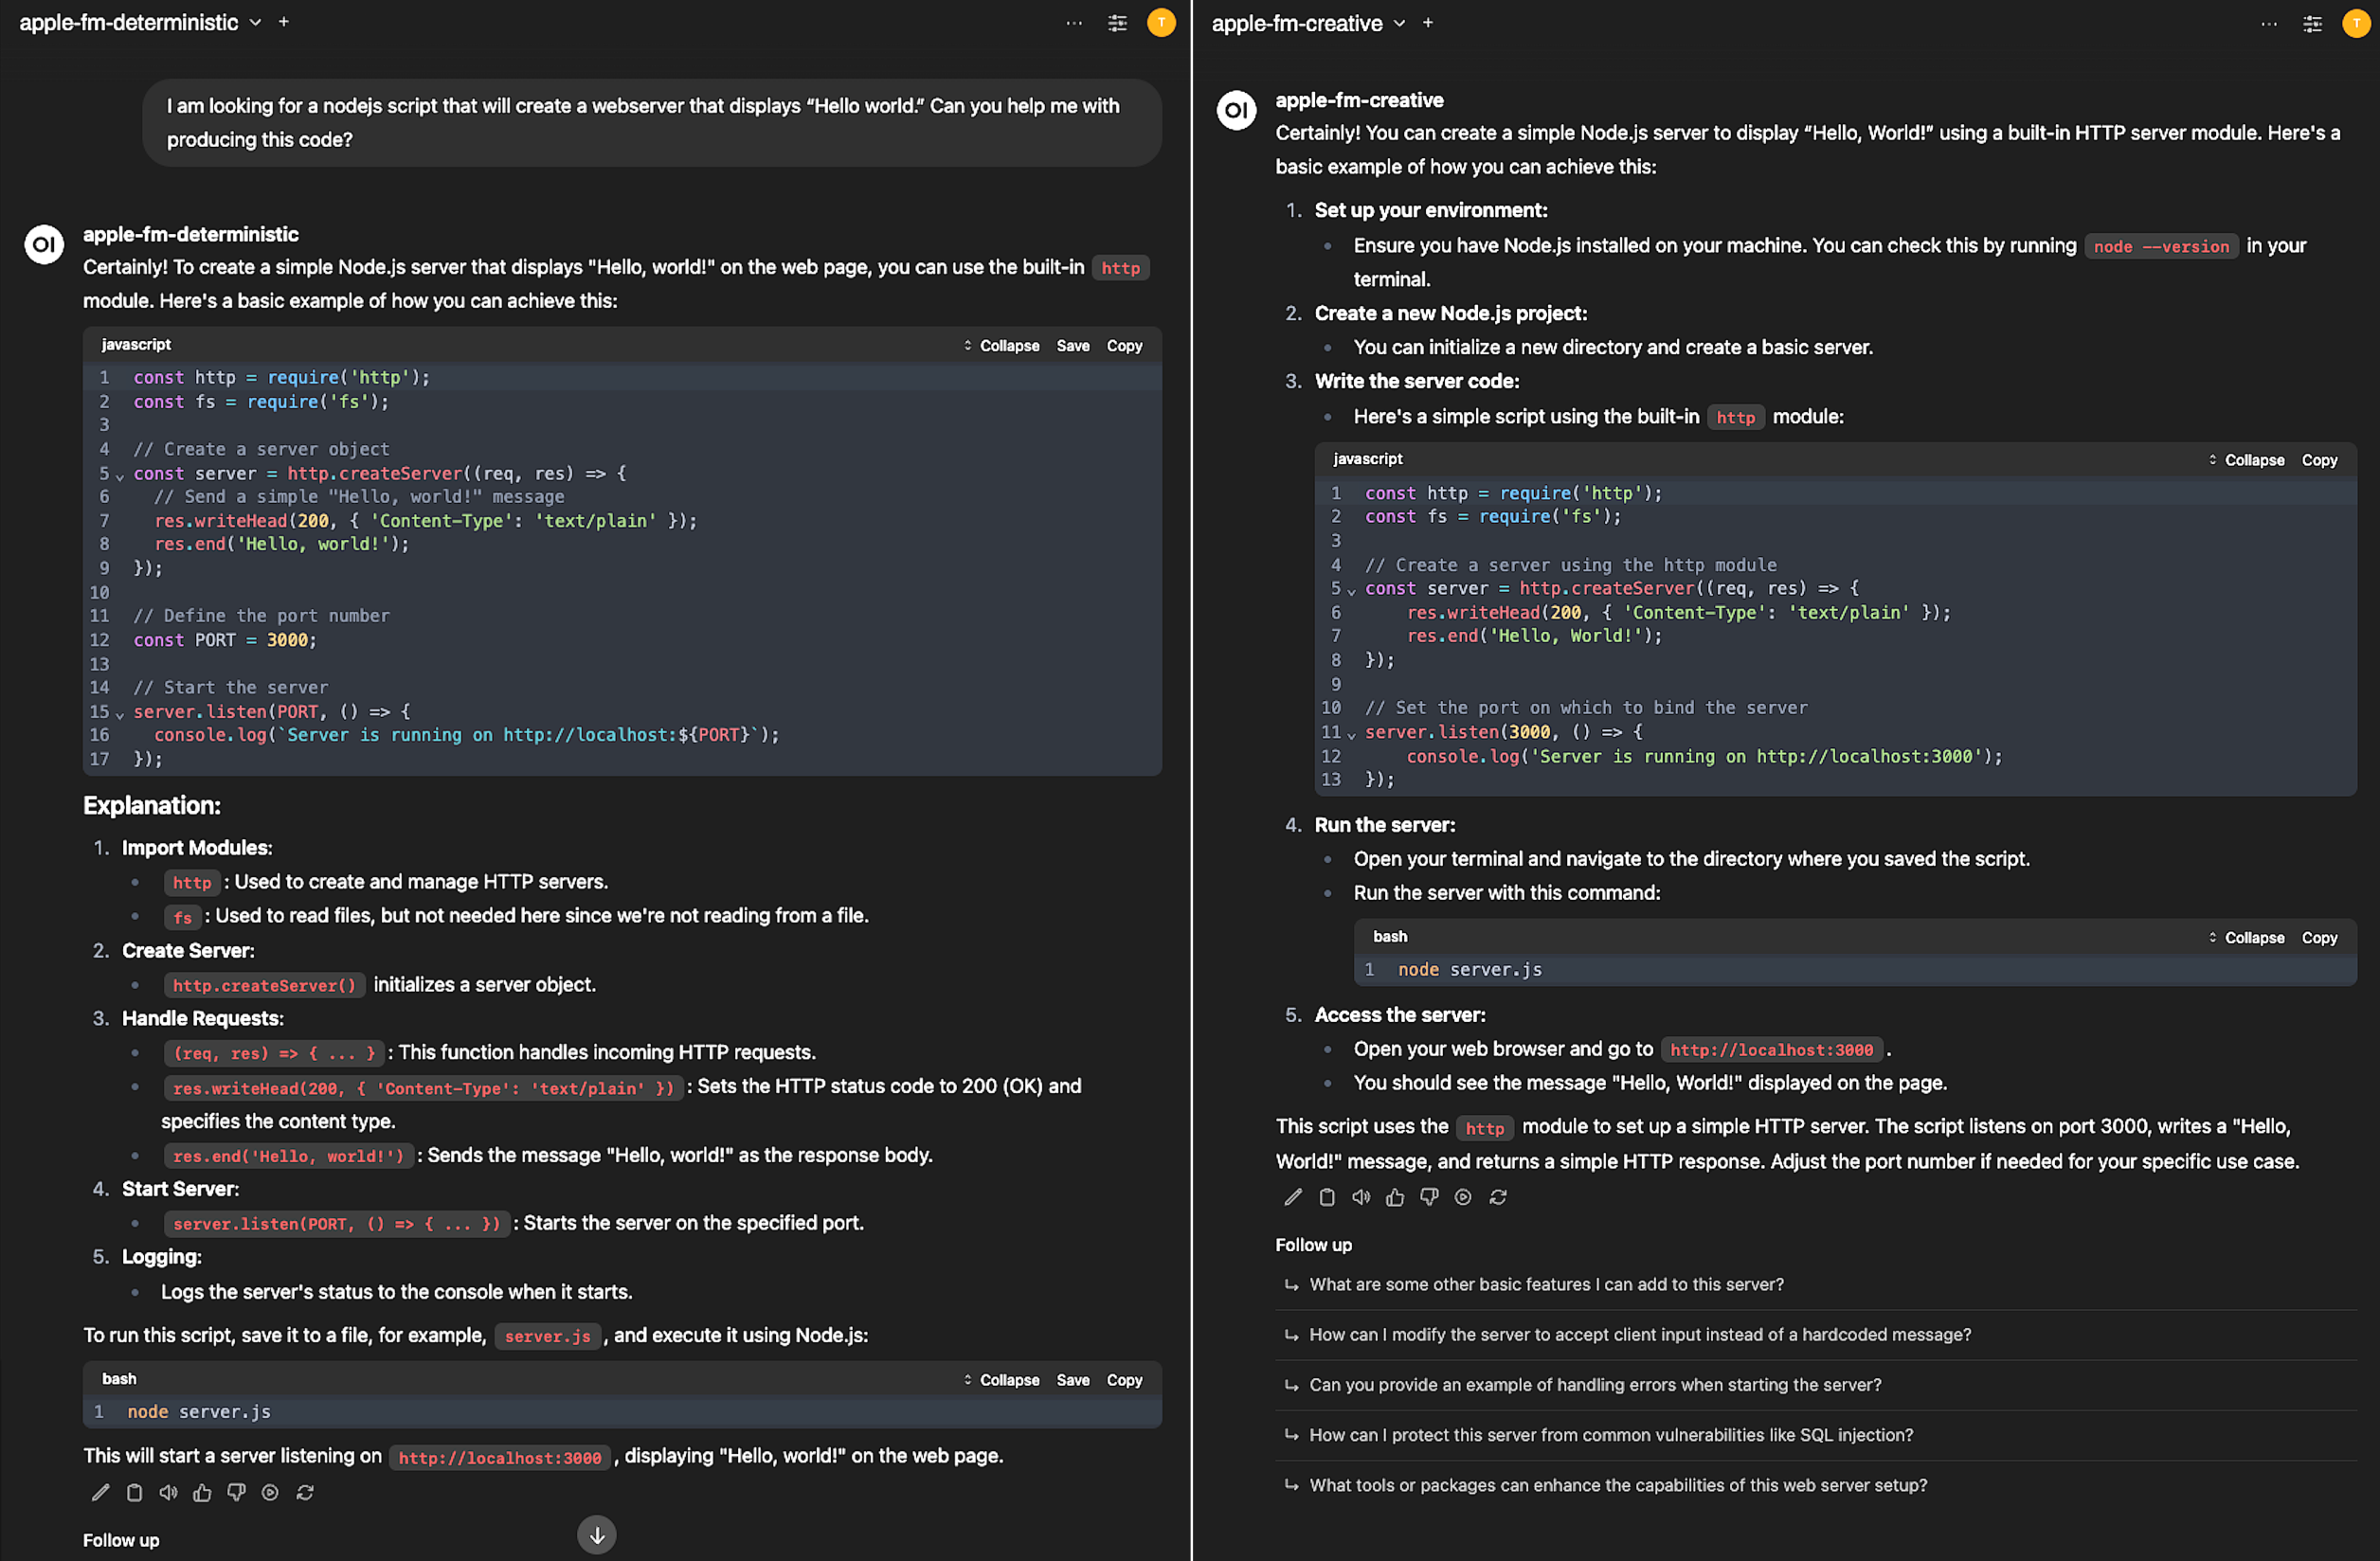 apple-fm-deterministic
T
I am looking for a nodejs script that will create a webserver that displays “Hello world.” Can you help me with
producing this code?
OI
apple-fm-deterministic
Certainly! To create a simple Node.js server that displays "Hello, world!" on the web page, you can use the built-in http
module. Here's a basic example of how you can achieve this:
javascript
Collapse Save Copy
1 const http = require('http');
2 const fs = require('fs');
3
4 // Create a server object
5 const server = http.createServer((req, res) => {
6 // Send a simple "Hello, world!" message
7 res.writeHead(200, { 'Content-Type': 'text/plain' });
8 res.end('Hello, world!');
9 });
10
11 // Define the port number
12 const PORT = 3000;
13
14 // Start the server
15 server.listen(PORT, () => {
16 console.log(`Server is running on http://localhost:${PORT}`);
17 });
Explanation:
1. Import Modules:
• http : Used to create and manage HTTP servers.
• fs : Used to read files, but not needed here since we're not reading from a file.
2. Create Server:
• http.createServer() initializes a server object.
3. Handle Requests:
• (req, res) => { ... } : This function handles incoming HTTP requests.
• res.writeHead(200, { 'Content-Type': 'text/plain' }) : Sets the HTTP status code to 200 (OK) and
specifies the content type.
• res.end('Hello, world!') : Sends the message "Hello, world!" as the response body.
4. Start Server:
• server.listen(PORT, () => { ... }) : Starts the server on the specified port.
5. Logging:
• Logs the server's status to the console when it starts.
To run this script, save it to a file, for example, server.js , and execute it using Node.js:
bash
Collapse Save Copy
1 node server.js
This will start a server listening on http://localhost:3000 , displaying "Hello, world!" on the web page.
Follow up
apple-fm-creative
T
OI
apple-fm-creative
Certainly! You can create a simple Node.js server to display “Hello, World!” using a built-in HTTP server module. Here's a
basic example of how you can achieve this:
1. Set up your environment:
• Ensure you have Node.js installed on your machine. You can check this by running node --version in your
terminal.
2. Create a new Node.js project:
• You can initialize a new directory and create a basic server.
3. Write the server code:
• Here's a simple script using the built-in http module:
javascript
Collapse Copy
1 const http = require('http');
2 const fs = require('fs');
3
4 // Create a server using the http module
5 const server = http.createServer((req, res) => {
6 res.writeHead(200, { 'Content-Type': 'text/plain' });
7 res.end('Hello, World!');
8 });
9
10 // Set the port on which to bind the server
11 server.listen(3000, () => {
12 console.log('Server is running on http://localhost:3000');
13 });
4. Run the server:
• Open your terminal and navigate to the directory where you saved the script.
• Run the server with this command:
bash
Collapse Copy
1 node server.js
5. Access the server:
• Open your web browser and go to http://localhost:3000 .
• You should see the message "Hello, World!" displayed on the page.
This script uses the http module to set up a simple HTTP server. The script listens on port 3000, writes a "Hello,
World!" message, and returns a simple HTTP response. Adjust the port number if needed for your specific use case.
Follow up
What are some other basic features I can add to this server?
How can I modify the server to accept client input instead of a hardcoded message?
Can you provide an example of handling errors when starting the server?
How can I protect this server from common vulnerabilities like SQL injection?
What tools or packages can enhance the capabilities of this web server setup?